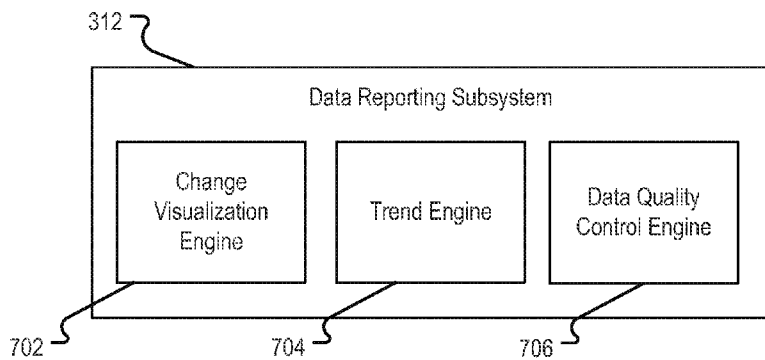 312
Data Reporting Subsystem
Change
Visualization
Engine
Trend Engine
Data Quality
Control Engine
702
704
706